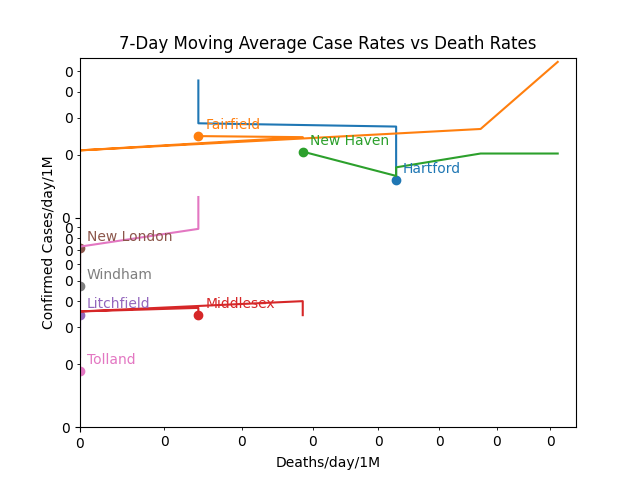 7-Day Moving Average Case Rates vs Death Rates
0
0
0
Fairfield
New Haven
0
Hartford
0
0
New London
0
0
0
Windham
0
Litchfield
Middlesex
0
0
Tolland
0
0
0 0 0 0 0 0 0 0
Confirmed Cases/day/1M
Deaths/day/1M